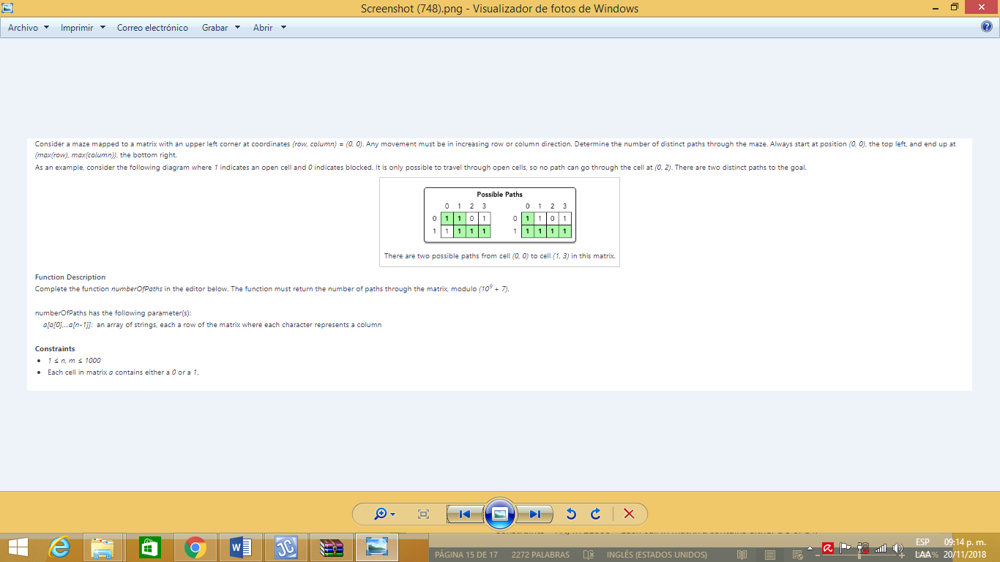 Screenshot (748).png - Visualizador de fotos de Windows
Archivo Imprimir Correo electrónico Grabar Abrir
Consider a maze mapped to a matrix with an upper left corner at coordinates (row, column) = (0, 0). Any movement must be in increasing row or column direction. Determine the number of distinct paths through the maze. Always start at position (0, 0), the top left, and end up at
(max(row), max(column)), the bottom right.
As an example, consider the following diagram where 1 indicates an open cell and 0 indicates blocked. It is only possible to travel through open cells, so no path can go through the cell at (0, 2). There are two distinct paths to the goal.
Possible Paths
0 1 2 3 0 1 2 3
0 1 1 0 1 0 1 1 0 1
1 1 1 1 1 1 1 1 1 1
There are two possible paths from cell (0, 0) to cell (1, 3) in this matrix.
Function Description
Complete the function numberOfPaths in the editor below. The function must return the number of paths through the matrix, modulo (10⁹ + 7).
numberOfPaths has the following parameter(s):
a[a[0],...a[n-1]]: an array of strings, each a row of the matrix where each character represents a column
Constraints
• 1 ≤ n, m ≤ 1000
• Each cell in matrix a contains either a 0 or a 1.
PÁGINA 15 DE 17 2272 PALABRAS INGLÉS (ESTADOS UNIDOS)
ESP 09:14 p. m.
LAA 20/11/2018